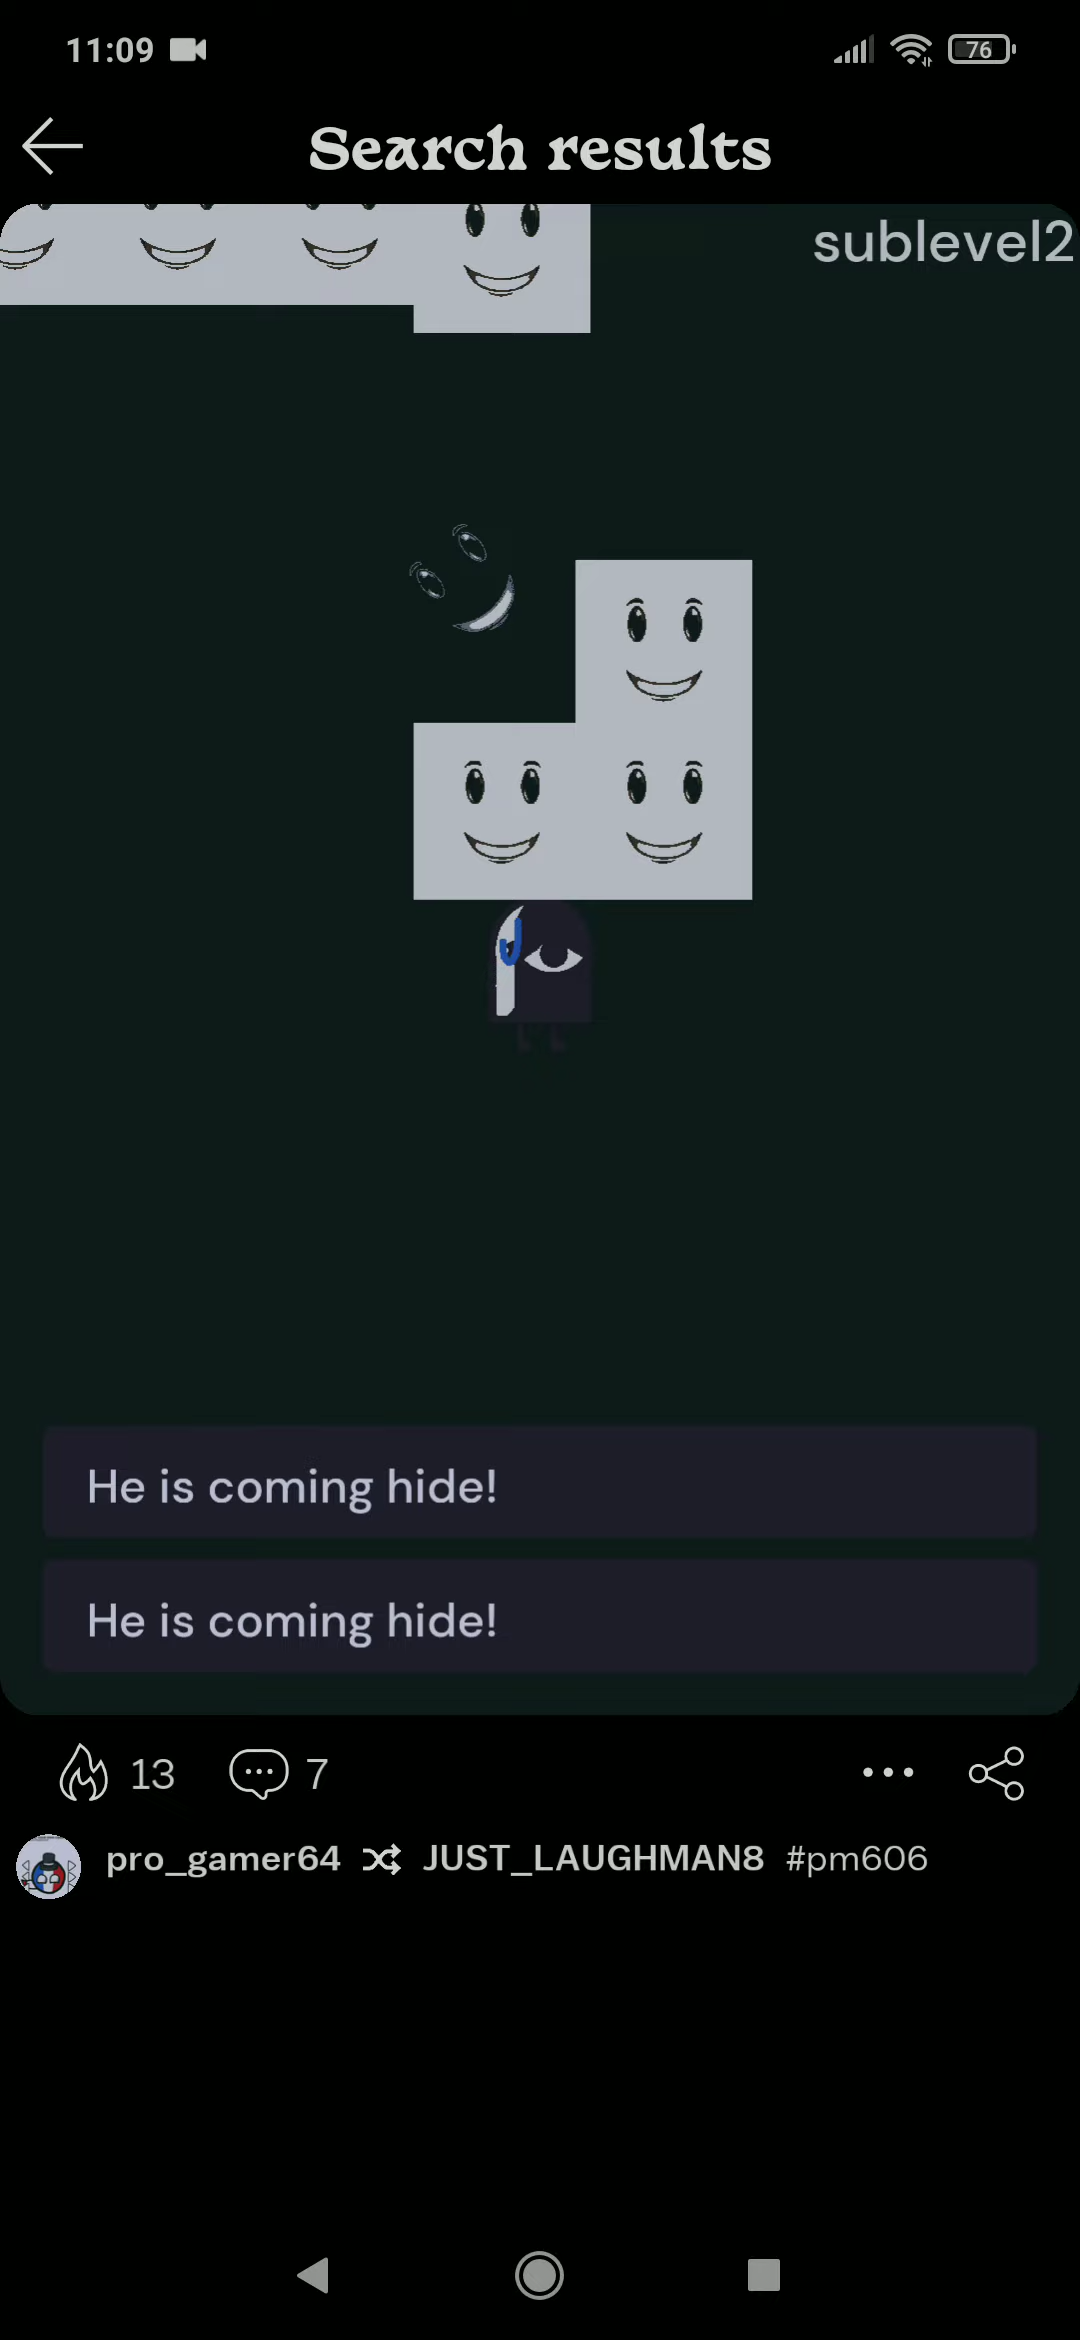 11:09
76
Search results
sublevel2
He is coming hide!
He is coming hide!
13
7
pro_gamer64 JUST_LAUGHMAN8 #pm606